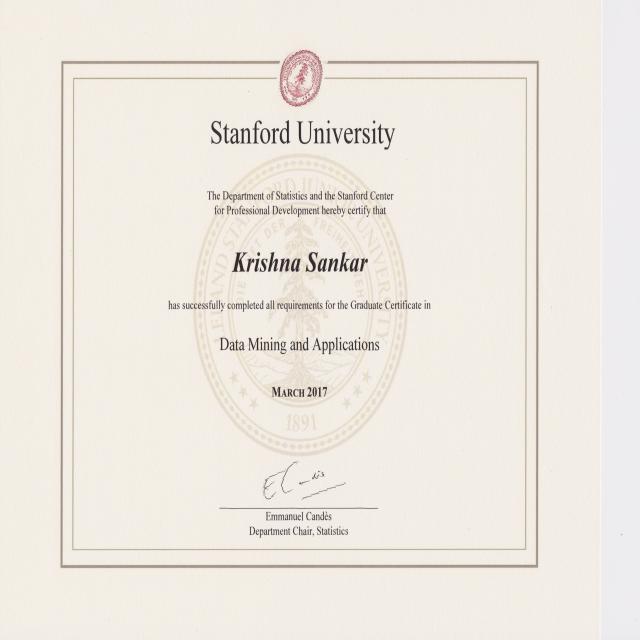 Stanford University
The Department of Statistics and the Stanford Center
for Professional Development hereby certify that
Krishna Sankar
has successfully completed all requirements for the Graduate Certificate in
Data Mining and Applications
MARCH 2017
1891
Emmanuel Candès
Department Chair, Statistics